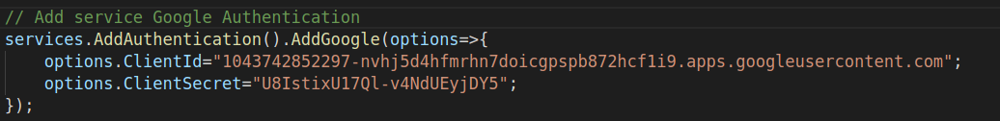 // Add service Google Authentication
services.AddAuthentication().AddGoogle(options=>{
options.ClientId="1043742852297-nvhj5d4hfmrhn7doicgpspb872hcf1i9.apps.googleusercontent.com";
options.ClientSecret="U8IstixU17Ql-v4NdUEyjDY5";
});